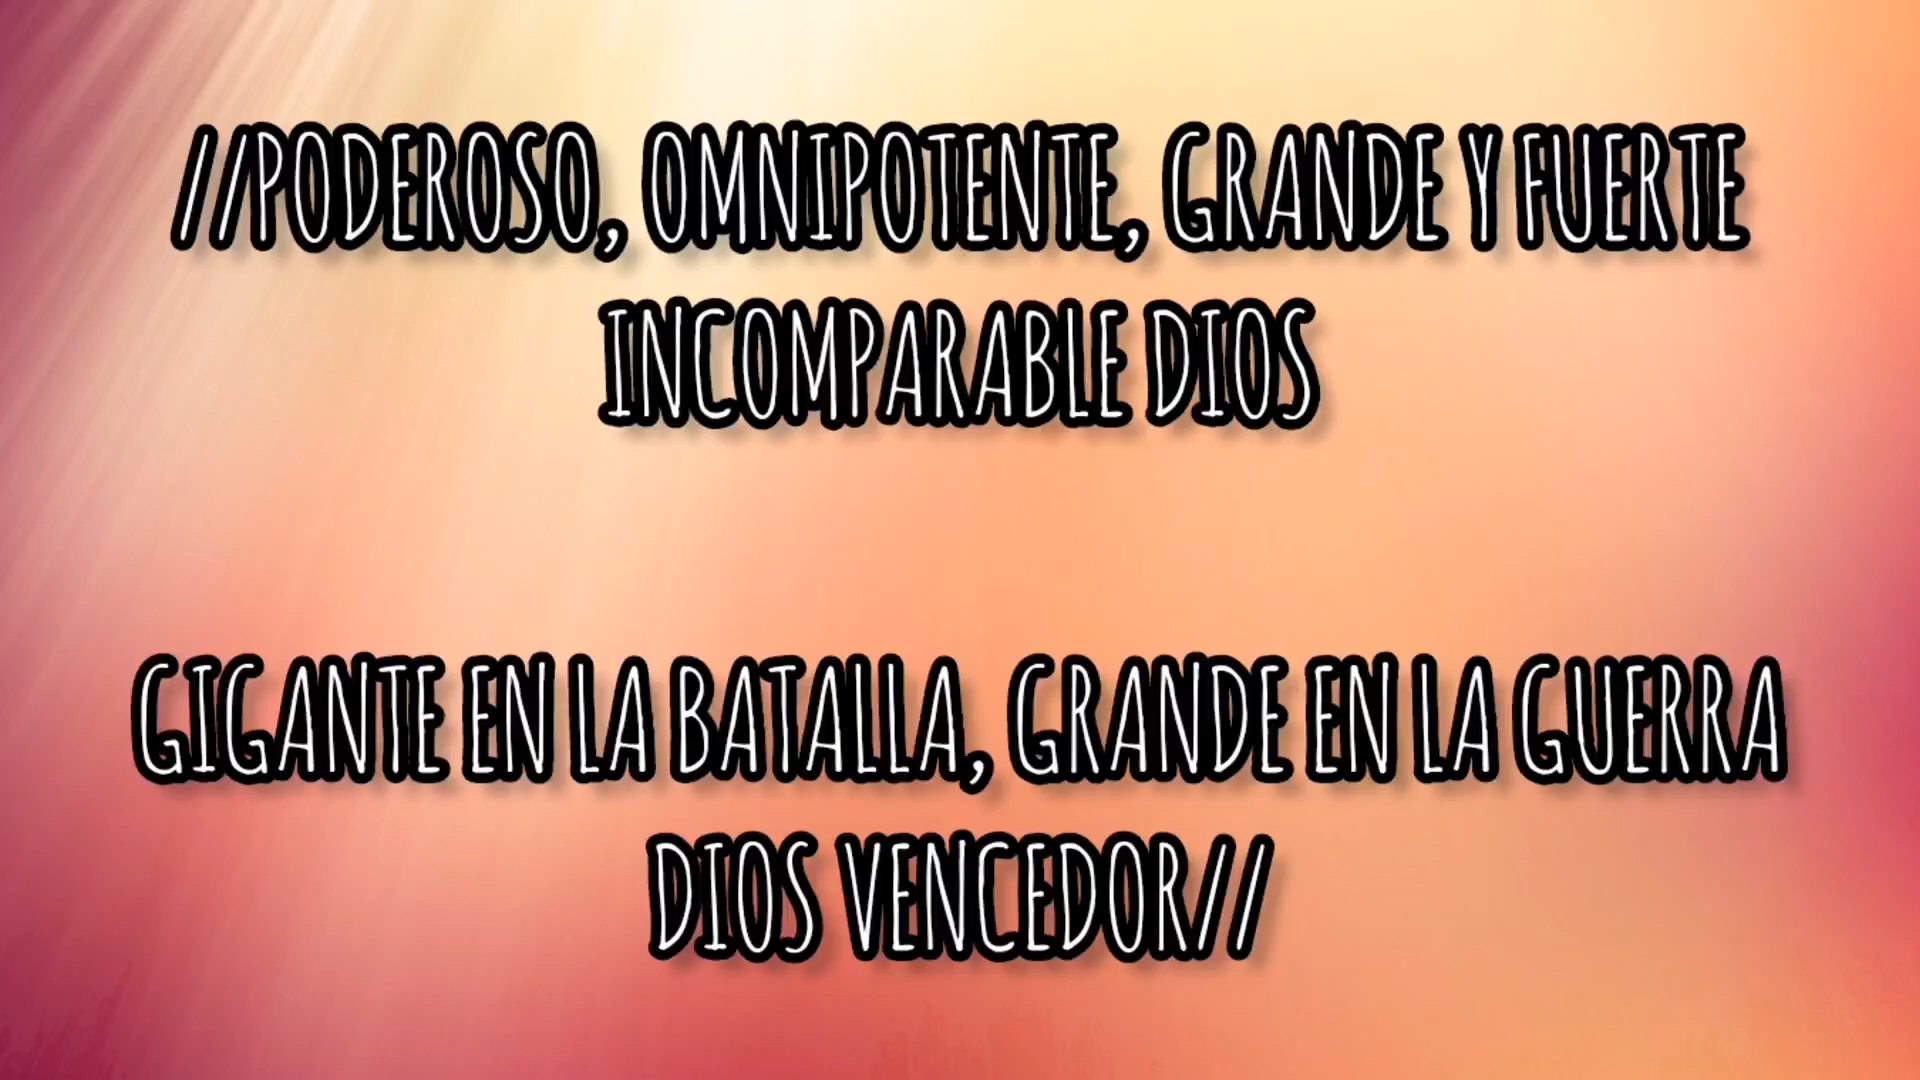 //PODEROSO, OMNIPOTENTE, GRANDE Y FUERTE
INCOMPARABLE DIOS
GIGANTE EN LA BATALLA, GRANDE EN LA GUERRA
DIOS VENCEDOR//